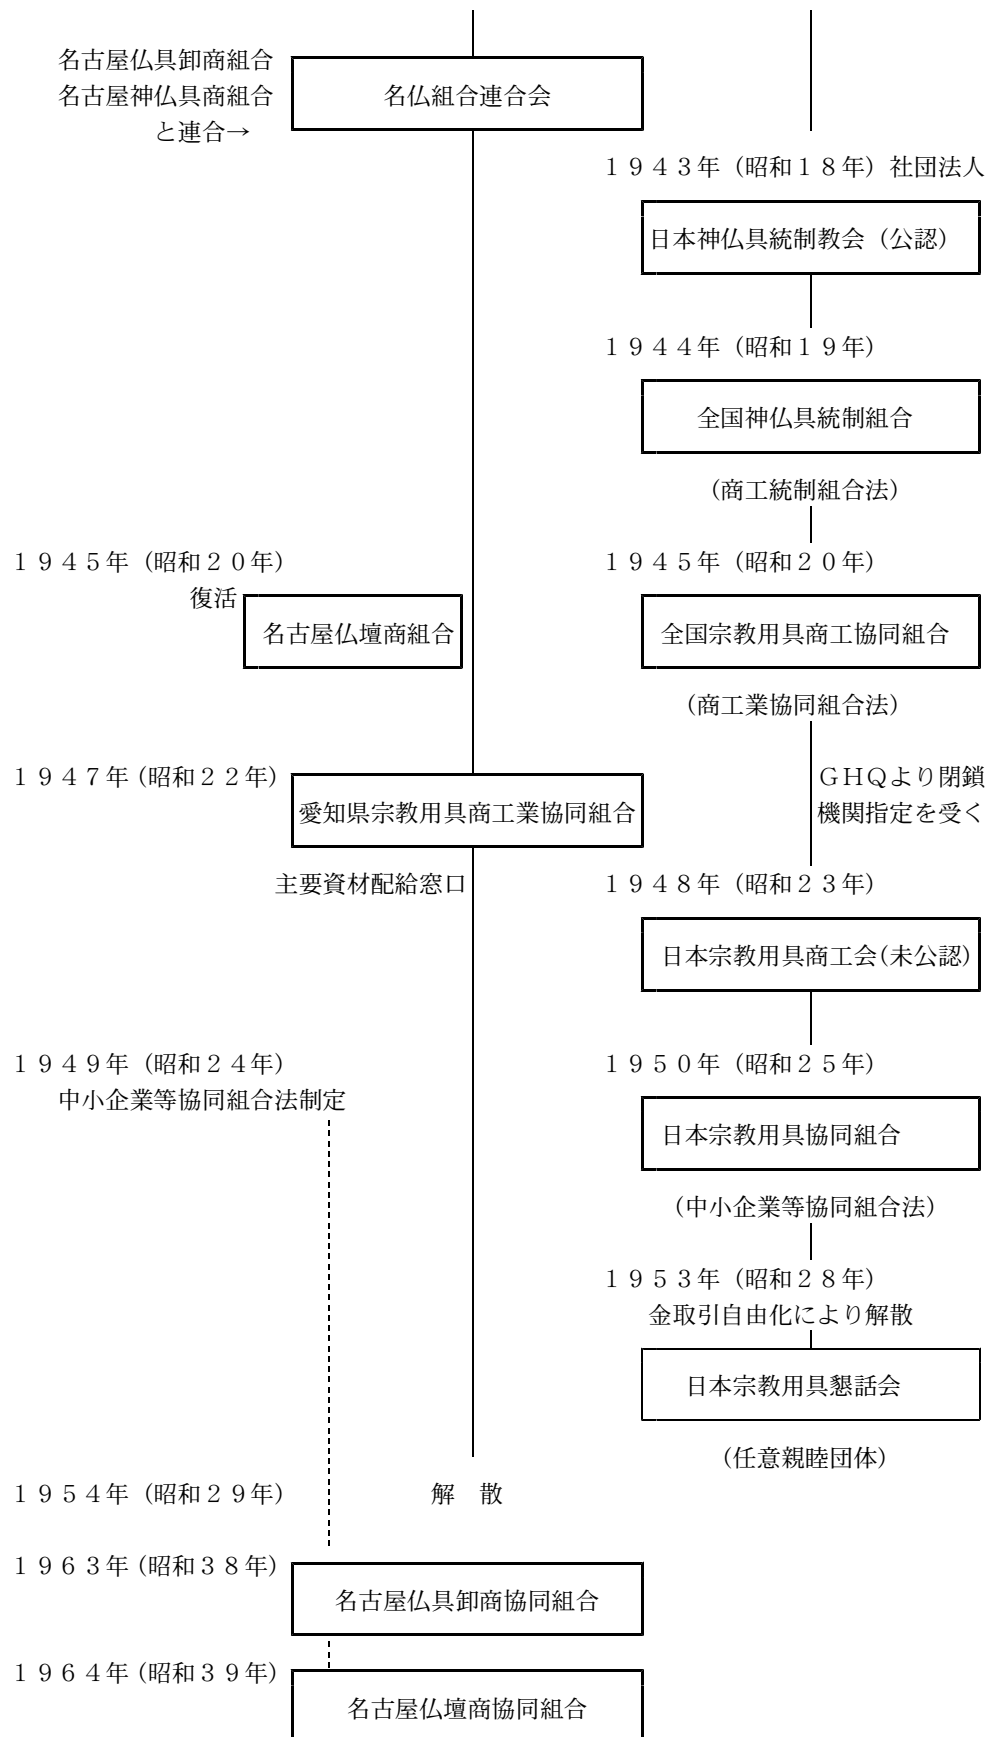 名古屋仏具卸商組合
名古屋神仏具商組合
と連合→
名仏組合連合会
１９４３年（昭和１８年）社団法人
日本神仏具統制教会（公認）
１９４４年（昭和１９年）
全国神仏具統制組合
（商工統制組合法）
１９４５年（昭和２０年）
復活
名古屋仏壇商組合
１９４５年（昭和２０年）
全国宗教用具商工協同組合
（商工業協同組合法）
１９４７年（昭和２２年）
愛知県宗教用具商工業協同組合
主要資材配給窓口
ＧＨＱより閉鎖
機関指定を受く
１９４８年（昭和２３年）
日本宗教用具商工会（未公認）
１９４９年（昭和２４年）
中小企業等協同組合法制定
１９５０年（昭和２５年）
日本宗教用具協同組合
（中小企業等協同組合法）
１９５３年（昭和２８年）
金取引自由化により解散
日本宗教用具懇話会
（任意親睦団体）
１９５４年（昭和２９年）
解　散
１９６３年（昭和３８年）
名古屋仏具卸商協同組合
１９６４年（昭和３９年）
名古屋仏壇商協同組合